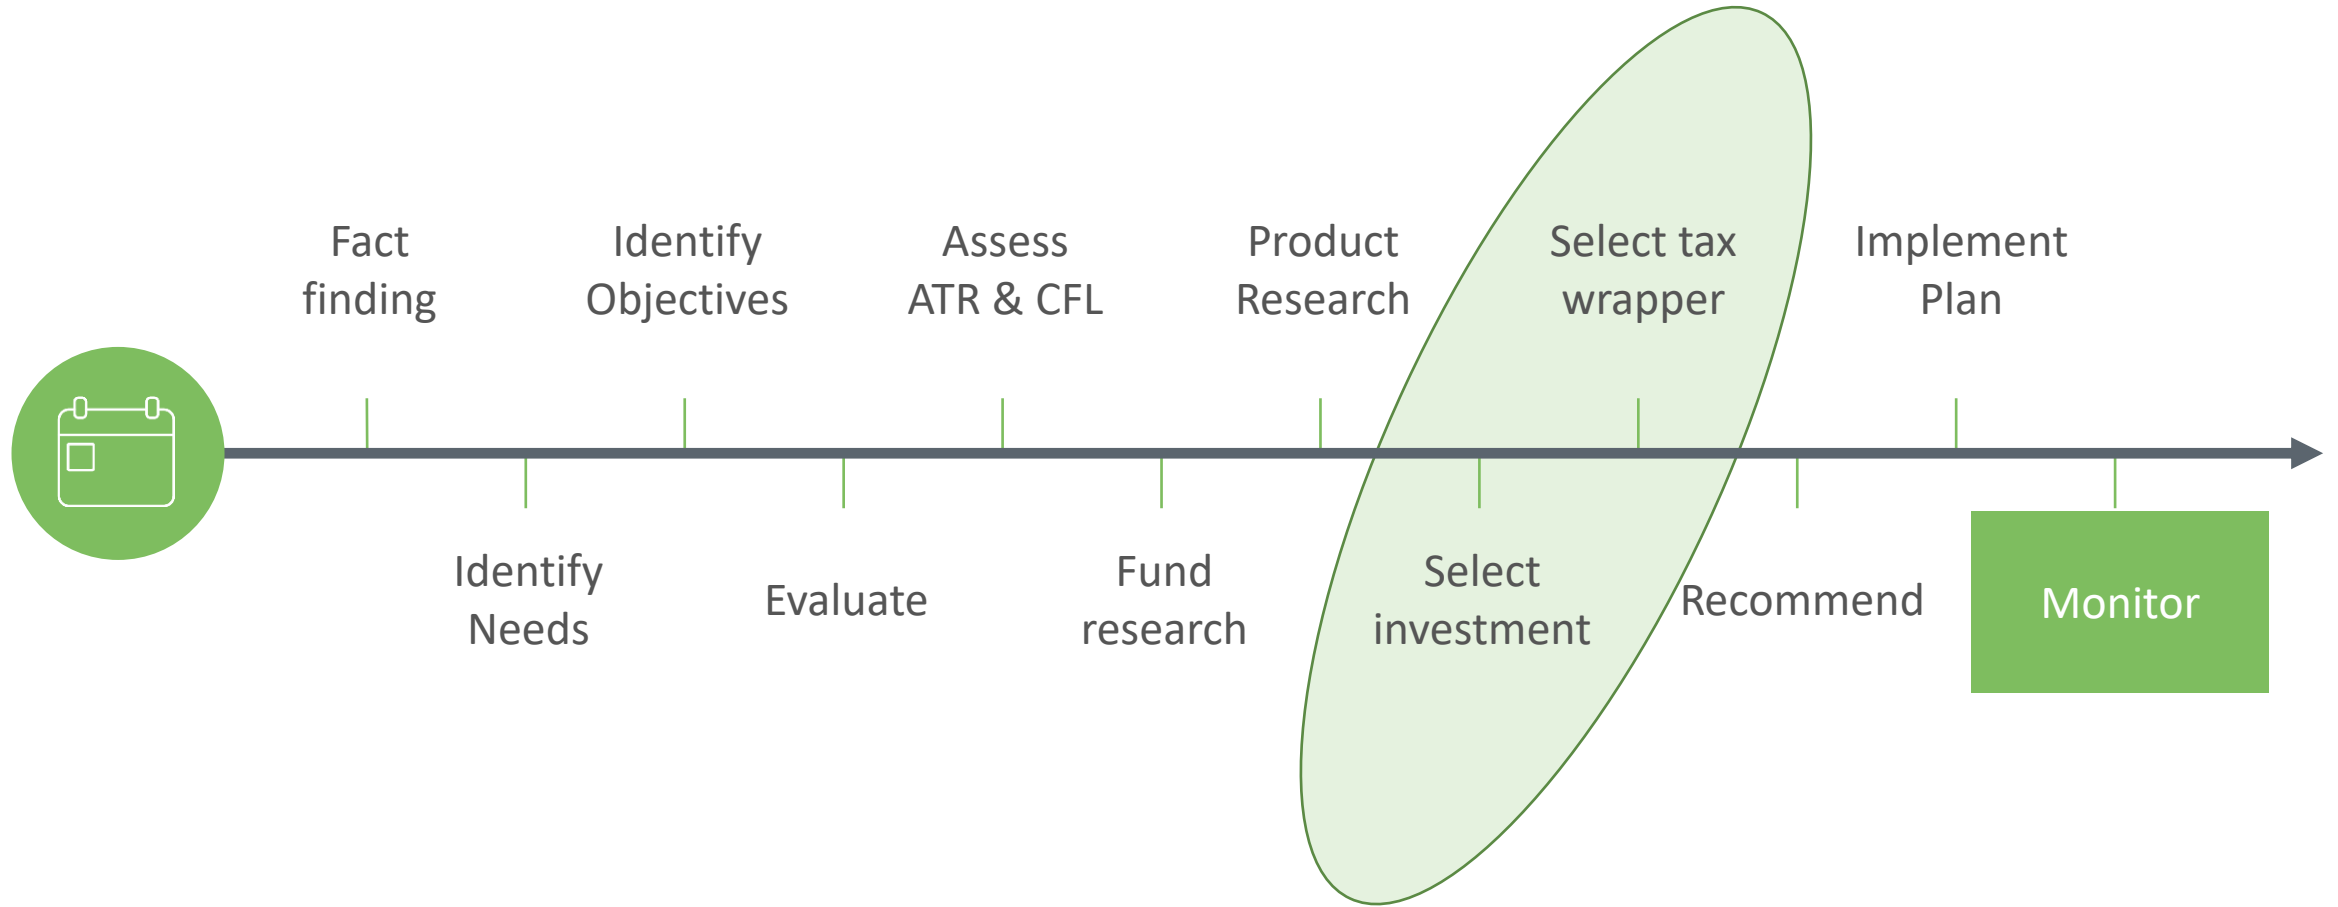 Fact
finding
Identify
Objectives
Assess
ATR & CFL
Product
Research
Select tax
wrapper
Implement
Plan
Identify
Needs
Evaluate
Fund
research
Select
investment
Recommend
Monitor